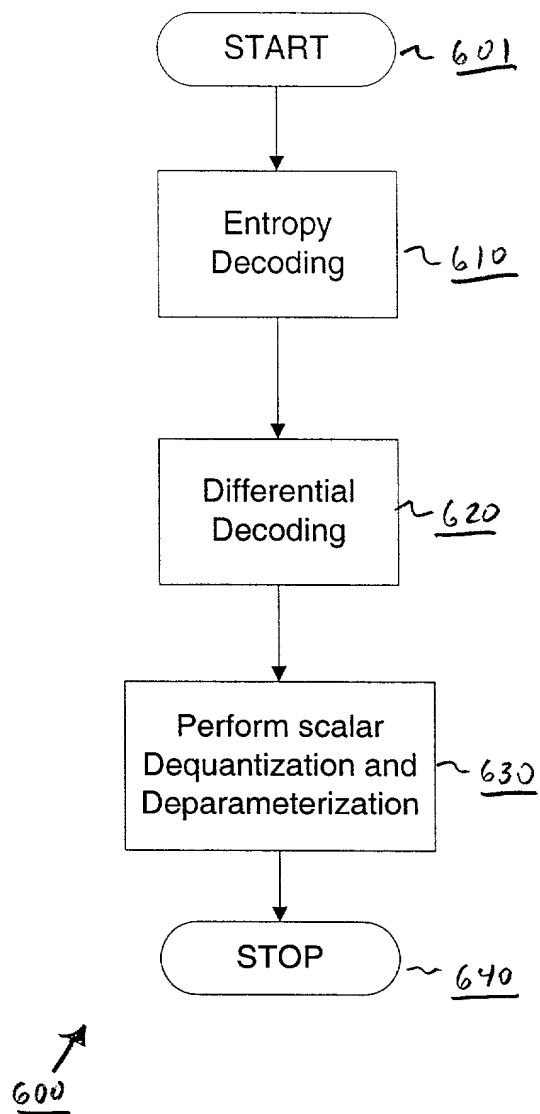 START
601
Entropy
Decoding
610
Differential
Decoding
620
Perform scalar
Dequantization and
Deparameterization
630
STOP
640
600